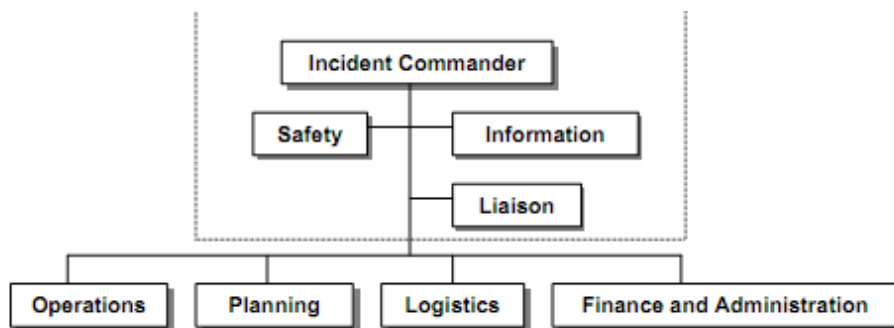 Incident Commander
Safety
Information
Liaison
Operations
Planning
Logistics
Finance and Administration